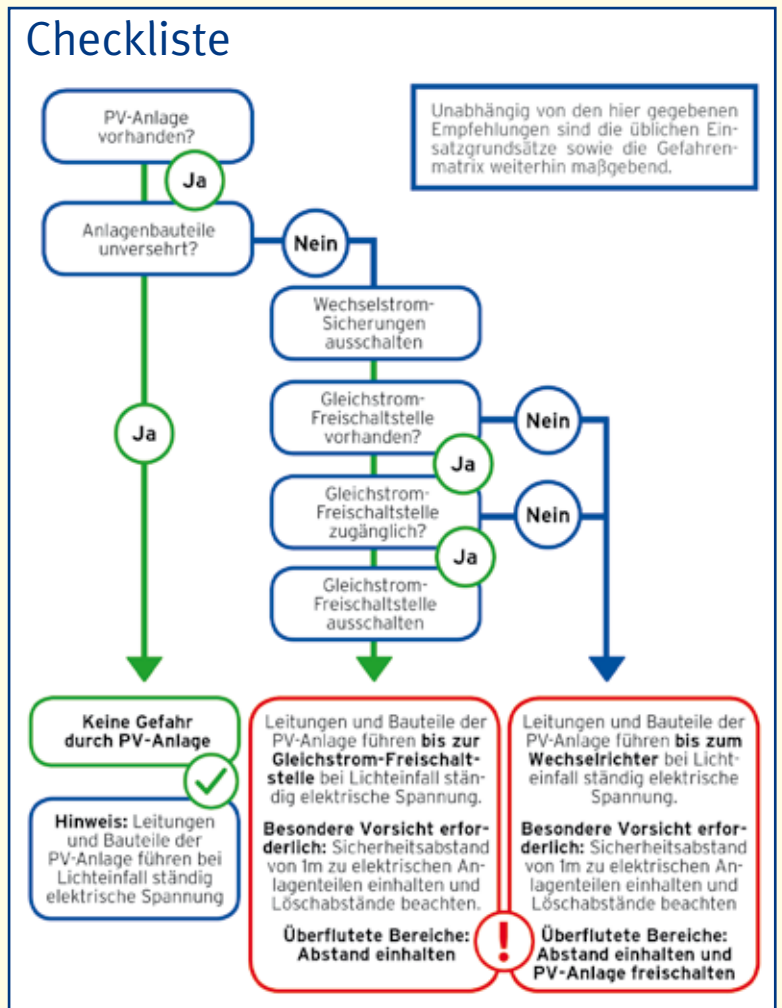 Checkliste
PV-Anlage
vorhanden?
Unabhängig von den hier gegebenen
Empfehlungen sind die üblichen Ein-
satzgrundsätze sowie die Gefahren-
matrix weiterhin maßgebend.
Ja
Anlagenbauteile
unversehrt?
Nein
Wechselstrom-
Sicherungen
ausschalten
Gleichstrom-
Freischaltstelle
vorhanden?
Nein
Ja
Ja
Gleichstrom-
Freischaltstelle
zugänglich?
Nein
Ja
Gleichstrom-
Freischaltstelle
ausschalten
Keine Gefahr
durch PV-Anlage
Hinweis: Leitungen
und Bauteile der
PV-Anlage führen bei
Lichteinfall ständig
elektrische Spannung
Leitungen und Bauteile der
PV-Anlage führen bis zur
Gleichstrom-Freischalt-
stelle bei Lichteinfall stän-
dig elektrische Spannung.
Besondere Vorsicht erfor-
derlich: Sicherheitsabstand
von 1m zu elektrischen An-
lagenteilen einhalten und
Löschabstände beachten.
Überflutete Bereiche:
Abstand einhalten
!
Leitungen und Bauteile der
PV-Anlage führen bis zum
Wechselrichter bei Licht-
einfall ständig elektrische
Spannung.
Besondere Vorsicht erfor-
derlich: Sicherheitsabstand
von 1m zu elektrischen An-
lagenteilen einhalten und
Löschabstände beachten
Überflutete Bereiche:
Abstand einhalten und
PV-Anlage freischalten